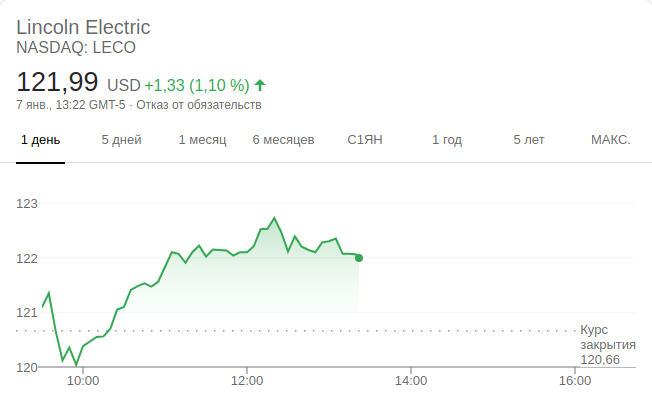 Lincoln Electric
NASDAQ: LECO
121,99 USD +1,33 (1,10 %)
7 янв., 13:22 GMT-5 · Отказ от обязательств
1 день 5 дней 1 месяц 6 месяцев С1ЯН 1 год 5 лет МАКС.
123
122
121
Курс
закрытия
120,66
120
10:00 12:00 14:00 16:00